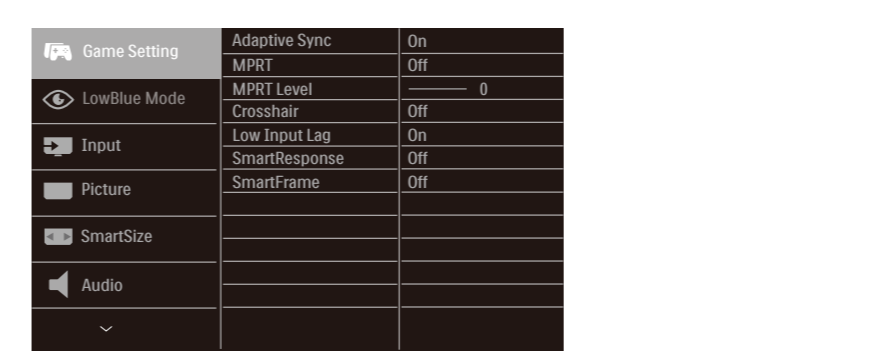 Game Setting
LowBlue Mode
Input
Picture
SmartSize
Audio
Adaptive Sync On
MPRT Off
MPRT Level 0
Crosshair Off
Low Input Lag On
SmartResponse Off
SmartFrame Off